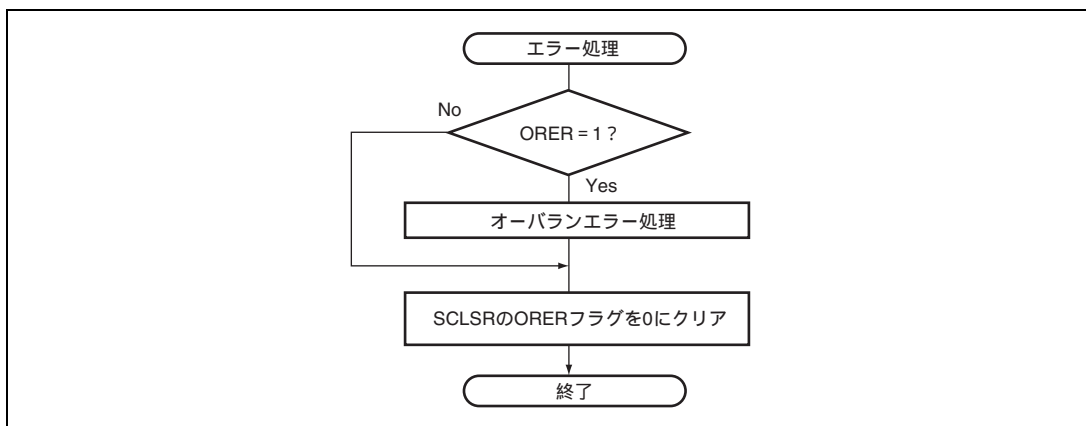 エラー処理
No
ORER = 1 ?
Yes
オーバランエラー処理
SCLSRのORERフラグを0にクリア
終了